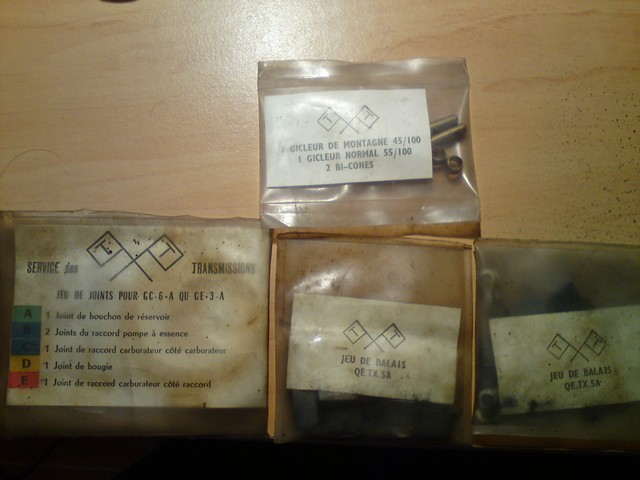 T T
1 GICLEUR DE MONTAGNE 45/100
1 GICLEUR NORMAL 55/100
2 BI-CONES
T T
SERVICE des TRANSMISSIONS
JEU DE JOINTS POUR GC-6-A QU GE-3-A
A 1 Joint de bouchon de réservoir
B 2 Joints du raccord pompe à essence
C 1 Joint de raccord carburateur côté carburateur
D 1 Joint de bougie
E 1 Joint de raccord carburateur côté raccord
T T
JEU DE BALAIS
QE.TX.5A
T T
JEU DE BALAIS
QE.TX.5A